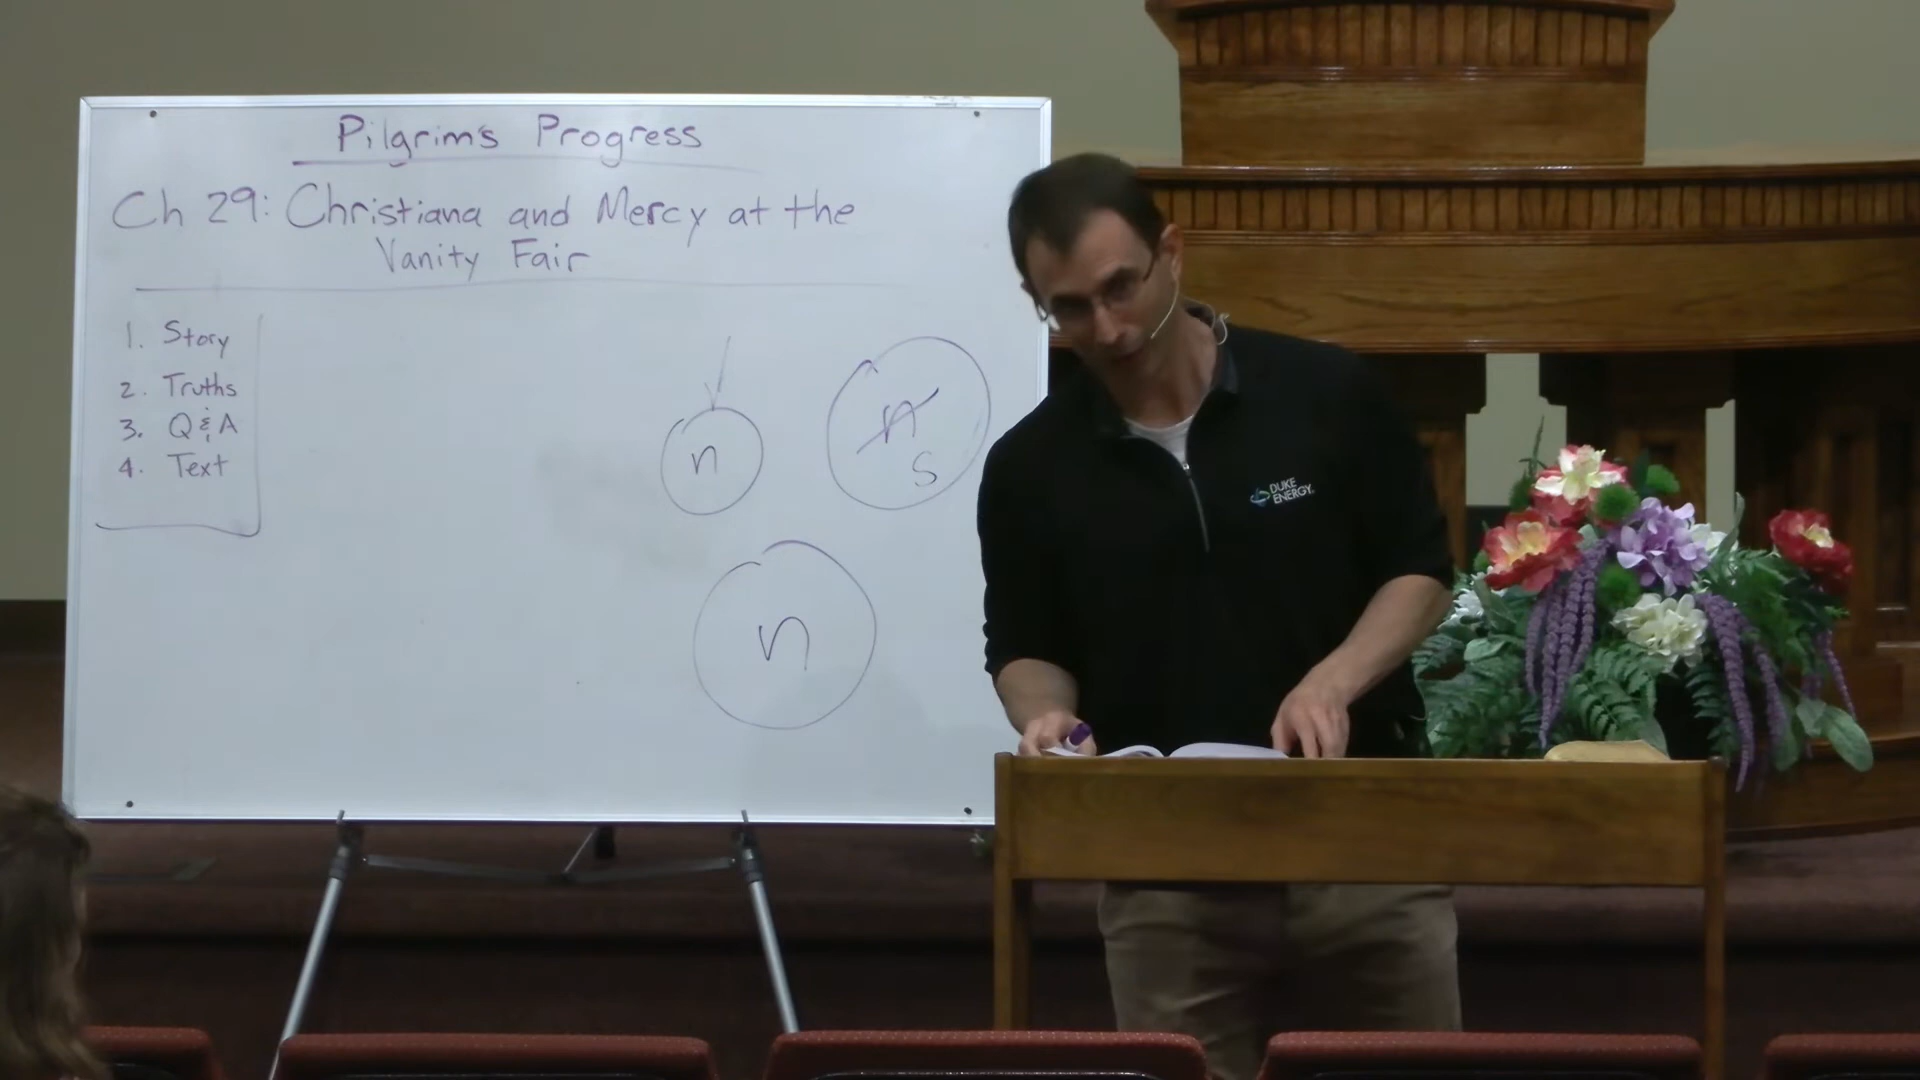 Pilgrim's Progress
Ch 29: Christiana and Mercy at the
Vanity Fair
1. Story
2. Truths
3. Q & A
4. Text
n
n
s
n
DUKE
ENERGY.